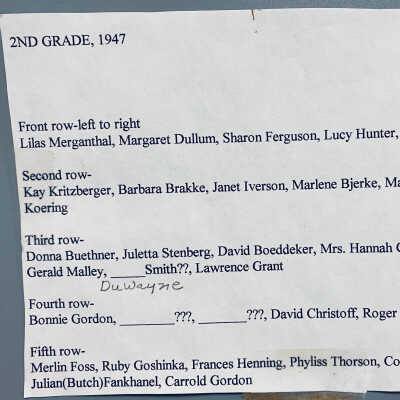 2ND GRADE, 1947
Front row-left to right
Lilas Merganthal, Margaret Dullum, Sharon Ferguson, Lucy Hunter,
Second row-
Kay Kritzberger, Barbara Brakke, Janet Iverson, Marlene Bjerke, Ma
Koering
Third row-
Donna Buethner, Juletta Stenberg, David Boeddeker, Mrs. Hannah
Gerald Malley, _____Smith??, Lawrence Grant
DuWayne
Fourth row-
Bonnie Gordon, ________???, _______???, David Christoff, Roger
Fifth row-
Merlin Foss, Ruby Goshinka, Frances Henning, Phyliss Thorson, Co
Julian(Butch)Fankhanel, Carrold Gordon